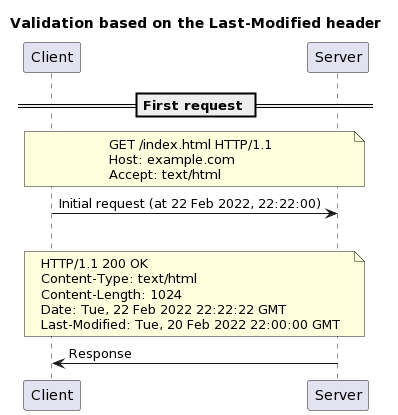 Validation based on the Last-Modified header
Client Server
First request
GET /index.html HTTP/1.1
Host: example.com
Accept: text/html
Initial request (at 22 Feb 2022, 22:22:00)
HTTP/1.1 200 OK
Content-Type: text/html
Content-Length: 1024
Date: Tue, 22 Feb 2022 22:22:22 GMT
Last-Modified: Tue, 20 Feb 2022 22:00:00 GMT
Response
Client Server